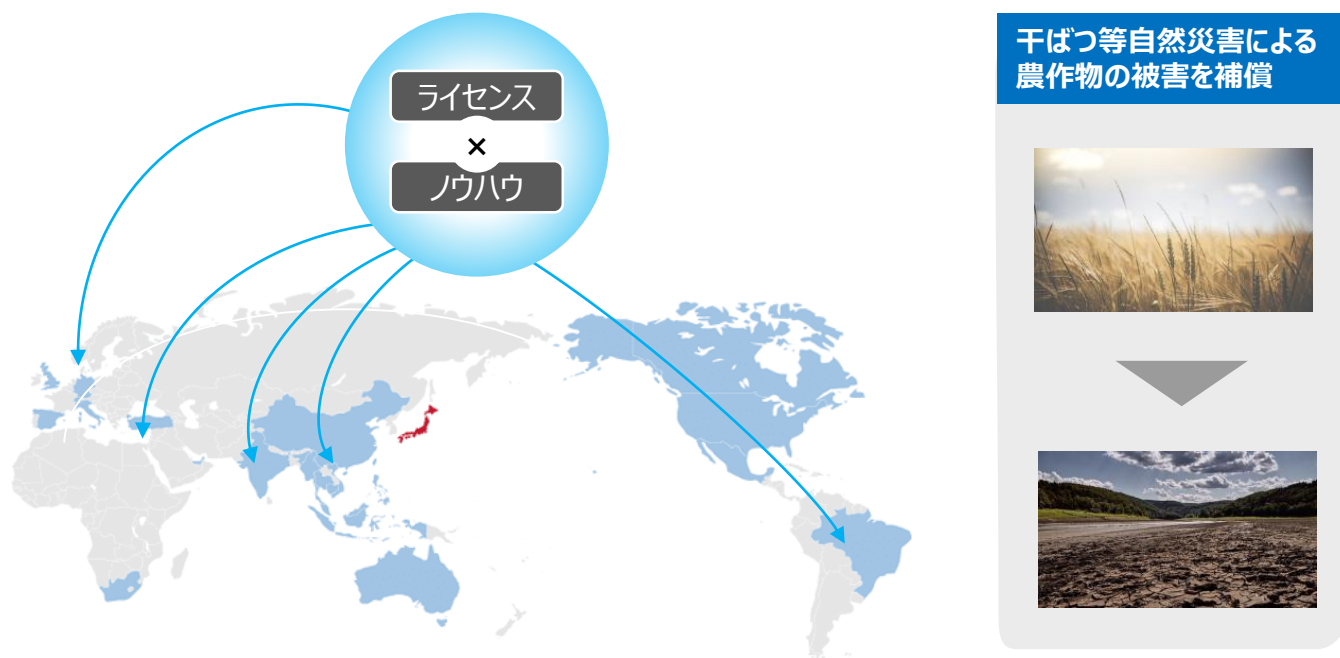 ライセンス
×
ノウハウ
干ばつ等自然災害による
農作物の被害を補償